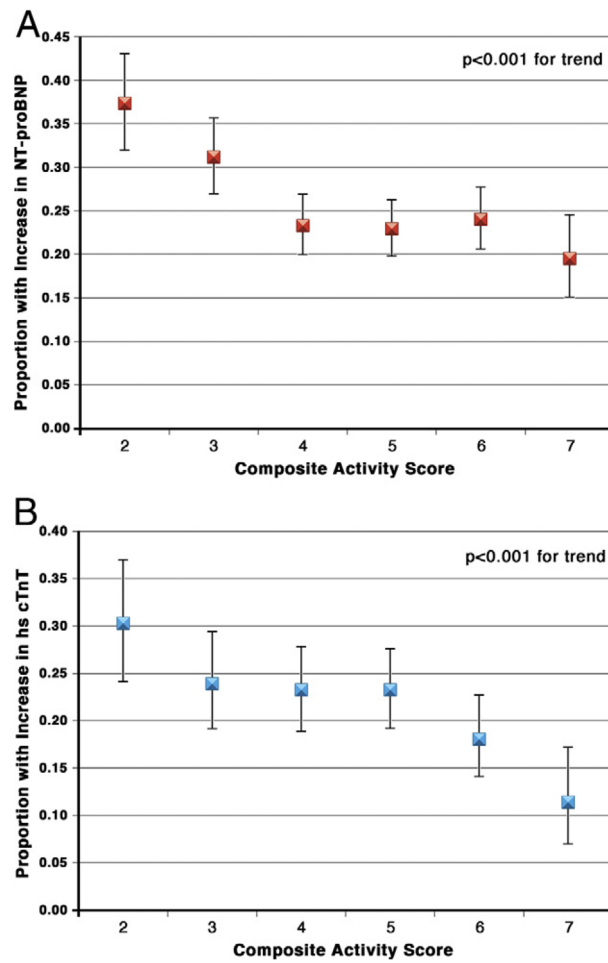 A
p<0.001 for trend
Proportion with Increase in NT-proBNP
0.45
0.40
0.35
0.30
0.25
0.20
0.15
0.10
0.05
0.00
2 3 4 5 6 7
Composite Activity Score
B
p<0.001 for trend
Proportion with Increase in hs cTnT
0.40
0.35
0.30
0.25
0.20
0.15
0.10
0.05
0.00
2 3 4 5 6 7
Composite Activity Score